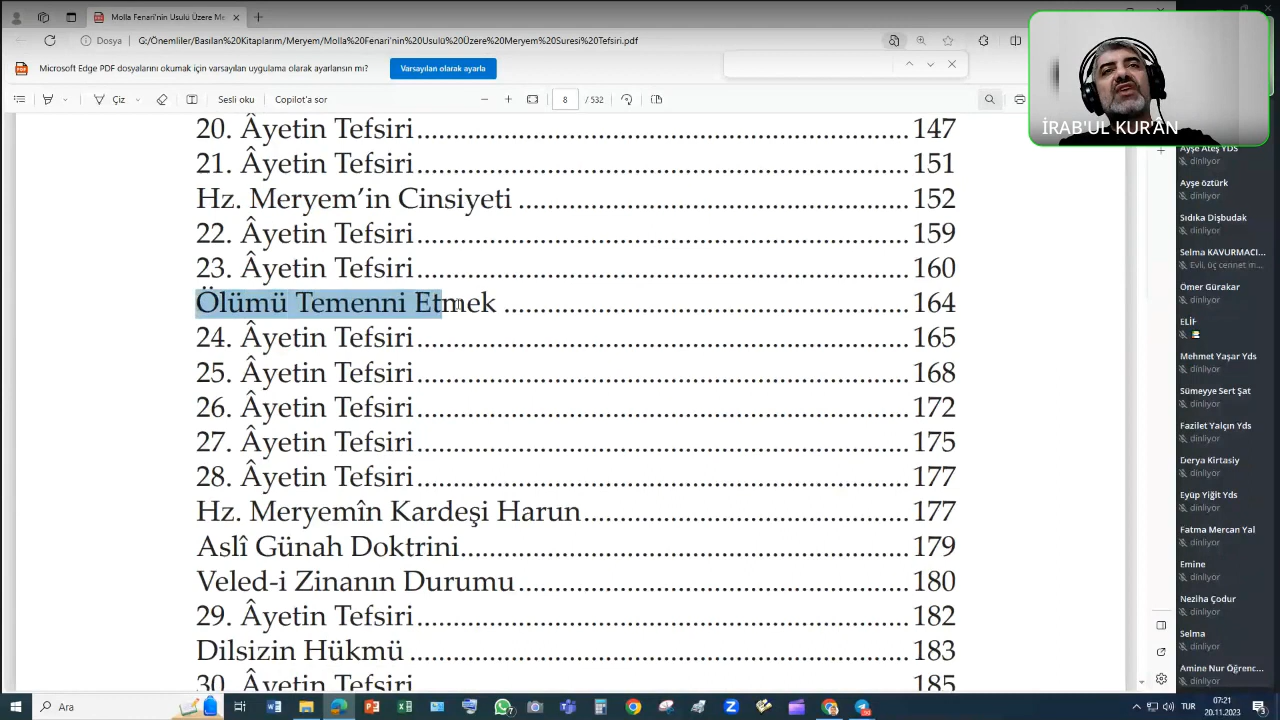 Molla Fenari'nin Usulü Üzere Me
Dosya
G:/Önemliler/Basılan%20Kitaplarım/Meryem/Molla%20Fenari'nin%20Usulü%20Üzere%20Meryem%20Suresi%20Tefsiri.pdf
Microsoft Edge PDF dosyalarını okumak için varsayılan uygulama olarak ayarlansın mı?
Varsayılan olarak ayarla
Çiz
Sesli oku
Copilot'a sor
8
/ 532
20. Âyetin Tefsiri 147
21. Âyetin Tefsiri 151
Hz. Meryem'in Cinsiyeti 152
22. Âyetin Tefsiri 159
23. Âyetin Tefsiri 160
Ölümü Temenni Etmek 164
24. Âyetin Tefsiri 165
25. Âyetin Tefsiri 168
26. Âyetin Tefsiri 172
27. Âyetin Tefsiri 175
28. Âyetin Tefsiri 177
Hz. Meryemîn Kardeşi Harun 177
Aslî Günah Doktrini 179
Veled-i Zinanın Durumu 180
29. Âyetin Tefsiri 182
Dilsizin Hükmü 183
30. Âyetin Tefsiri 185
İRAB'UL KUR'ÂN
Ayşe Ateş YDS
dinliyor
Ayşe öztürk
dinliyor
Sıdıka Dişbudak
dinliyor
Selma KAVURMACI...
Evli, üç cennet m...
Ömer Gürakar
dinliyor
ELİF
Mehmet Yaşar Yds
dinliyor
Sümeyye Sert Şat
dinliyor
Fazilet Yalçın Yds
dinliyor
Derya Kirtasiy
dinliyor
Eyüp Yiğit Yds
dinliyor
Fatma Mercan Yal
dinliyor
Emine
dinliyor
Neziha Çodur
dinliyor
Selma
dinliyor
Amine Nur Öğrenc...
dinliyor
Ara
7
TUR
07:21
20.11.2023
3